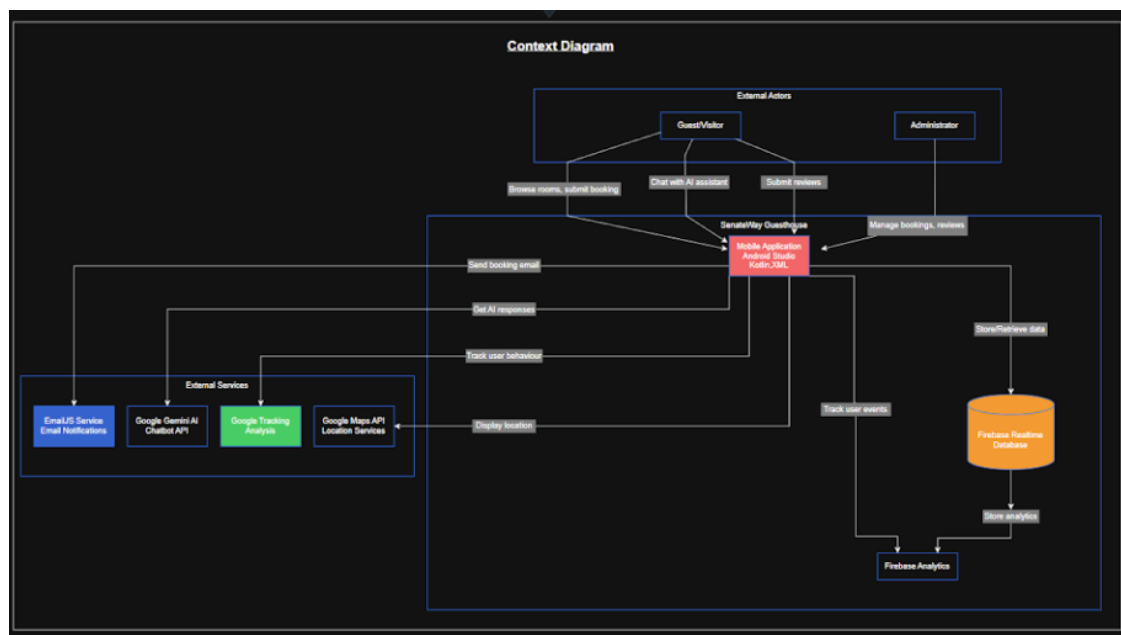 Context Diagram
External Actors
Guest/Visitor
Administrator
Browse rooms, submit booking
Chat with AI assistant
Submit reviews
Manage bookings, reviews
SenateWay Guesthouse
Mobile Application
Android Studio
Kotlin,XML
Send booking email
Get AI responses
Store/Retrieve data
Track user behaviour
External Services
EmailJS Service
Email Notifications
Google Gemini AI
Chatbot API
Google Tracking
Analysis
Google Maps API
Location Services
Display location
Track user events
Firebase Realtime
Database
Store analytics
Firebase Analytics